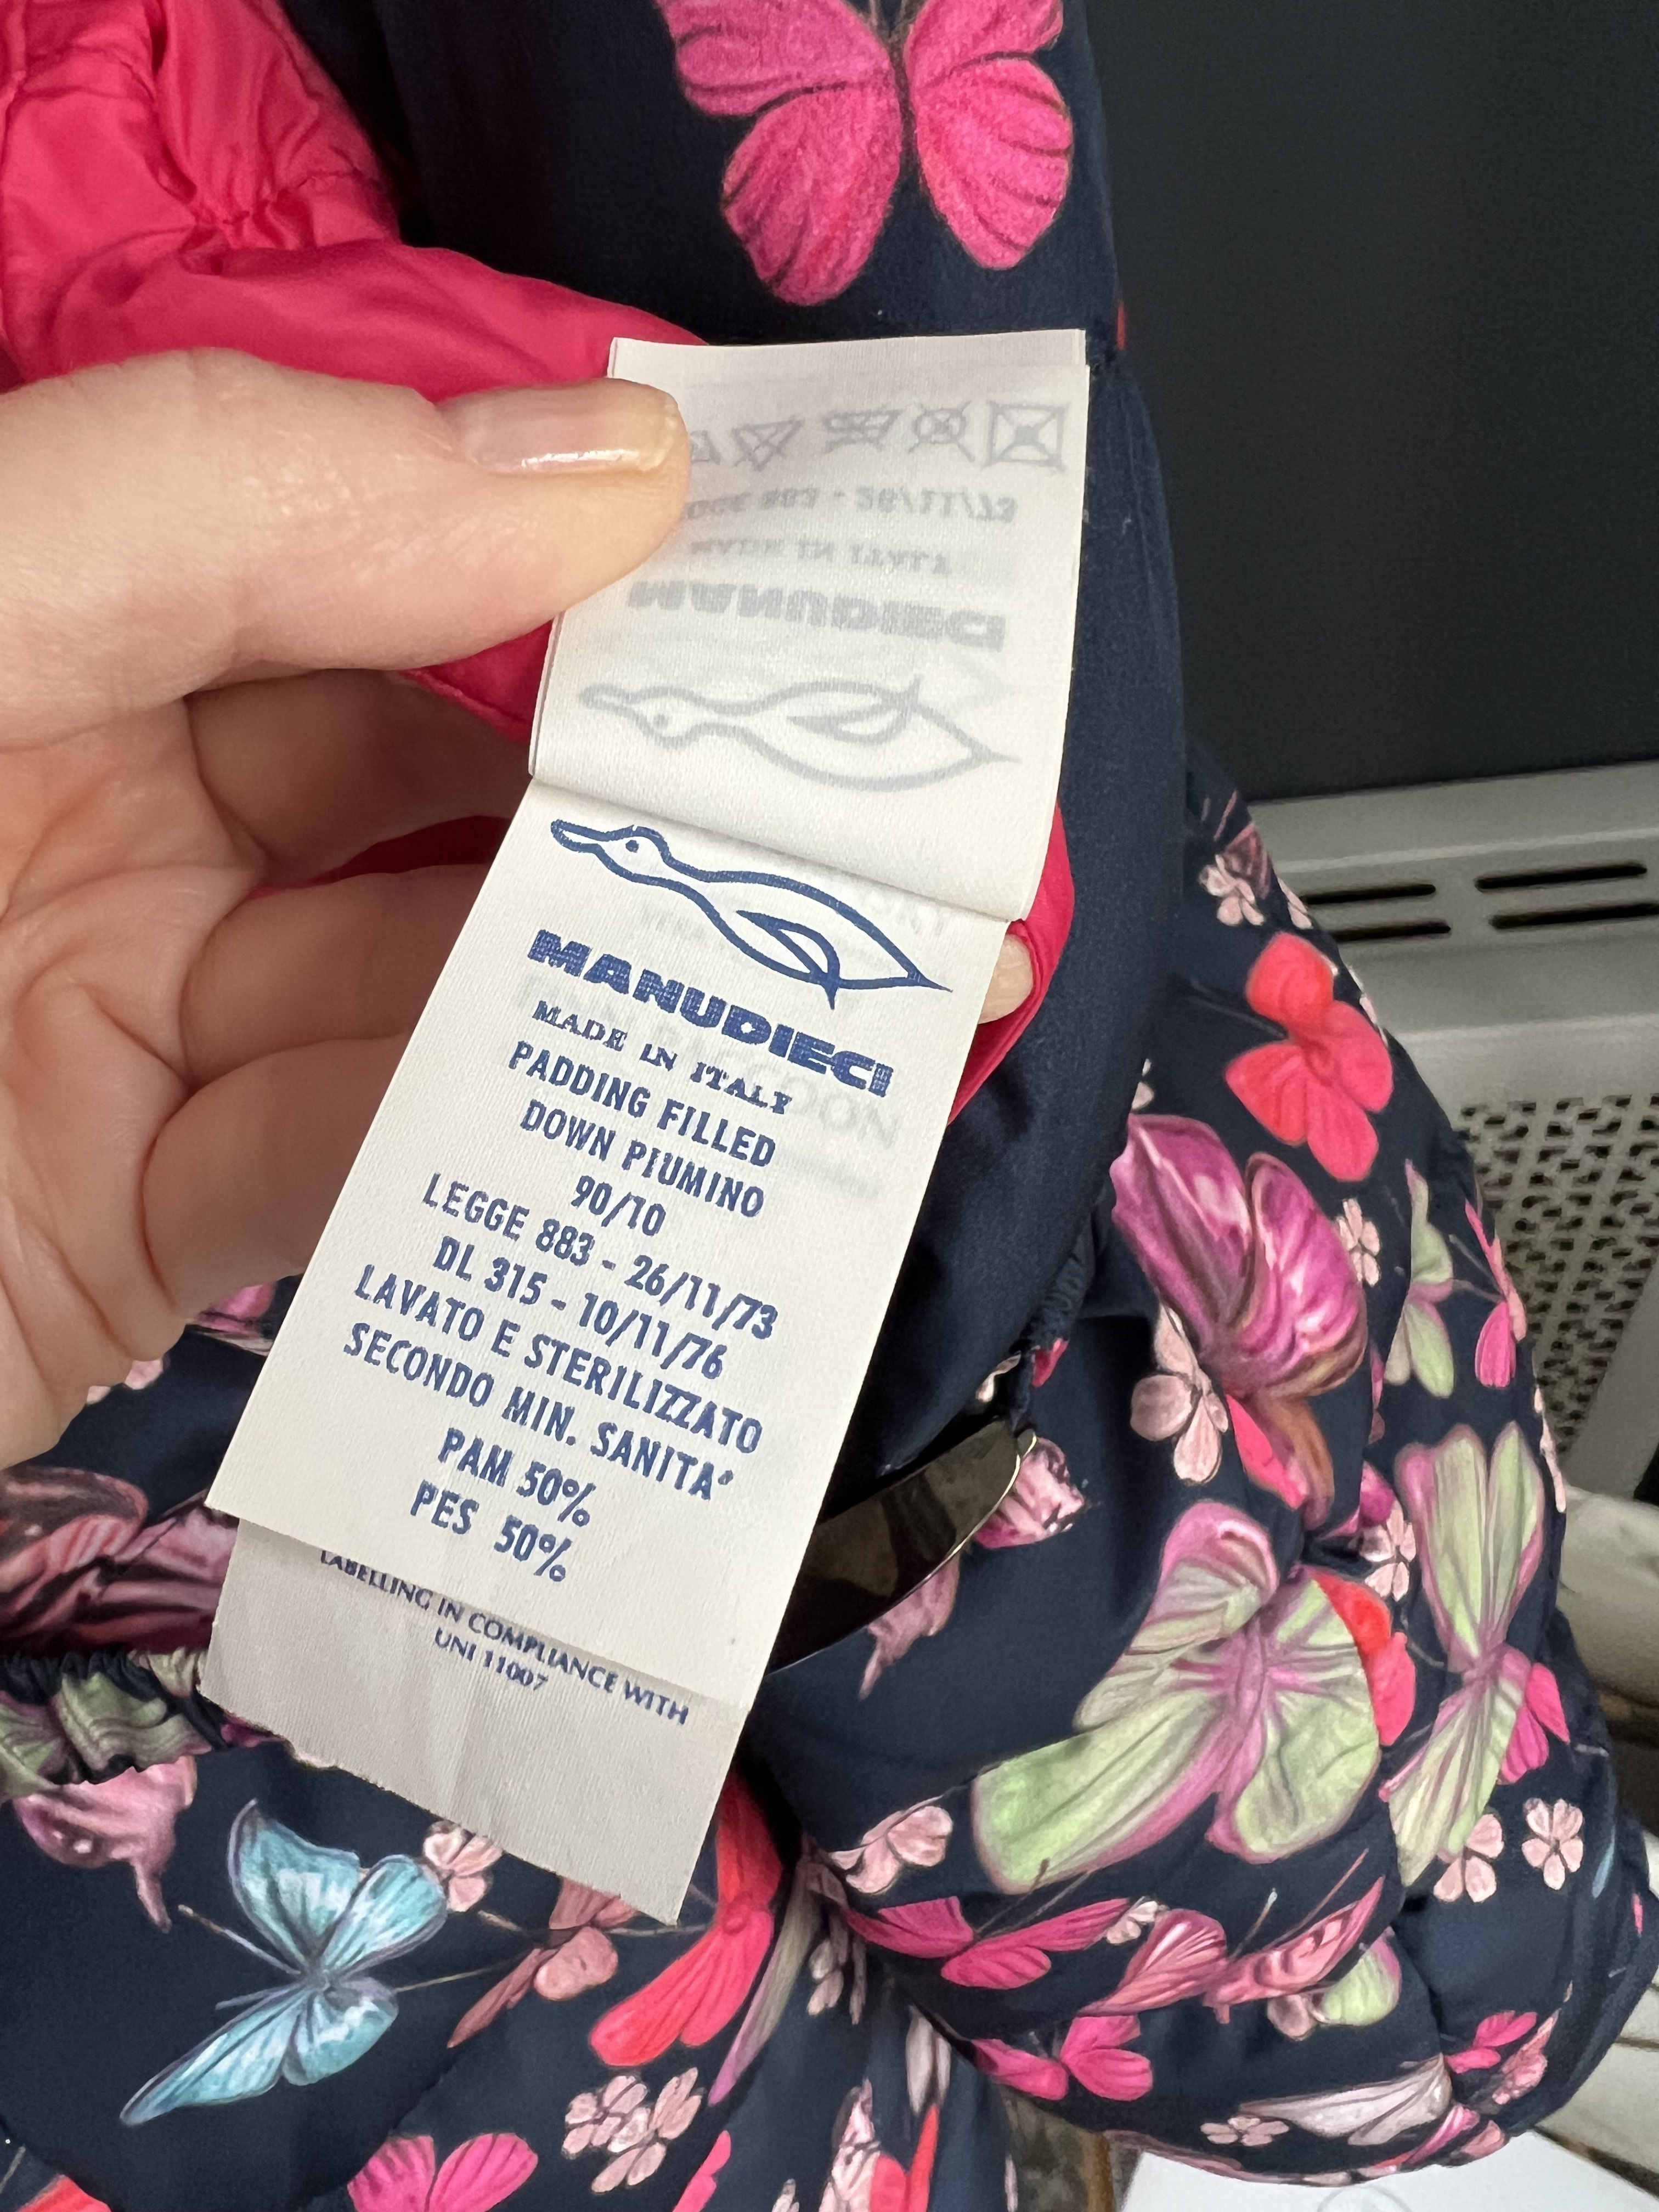 MANUDIECI
MADE IN ITALY
PADDING FILLED
DOWN PIUMINO
90/10
LEGGE 883 - 26/11/73
DL 315 - 10/11/76
LAVATO E STERILIZZATO
SECONDO MIN. SANITA'
PAM 50%
PES 50%
LABELLING IN COMPLIANCE WITH
UNI 11007